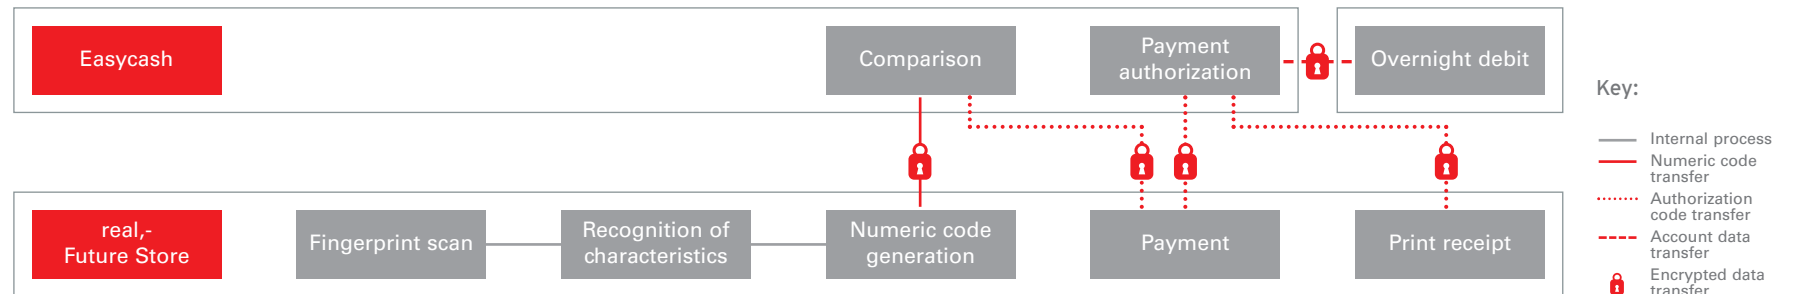 Easycash
Comparison
Payment
authorization
Overnight debit
Key:
Internal process
Numeric code
transfer
Authorization
code transfer
Account data
transfer
Encrypted data
transfer
real,-
Future Store
Fingerprint scan
Recognition of
characteristics
Numeric code
generation
Payment
Print receipt